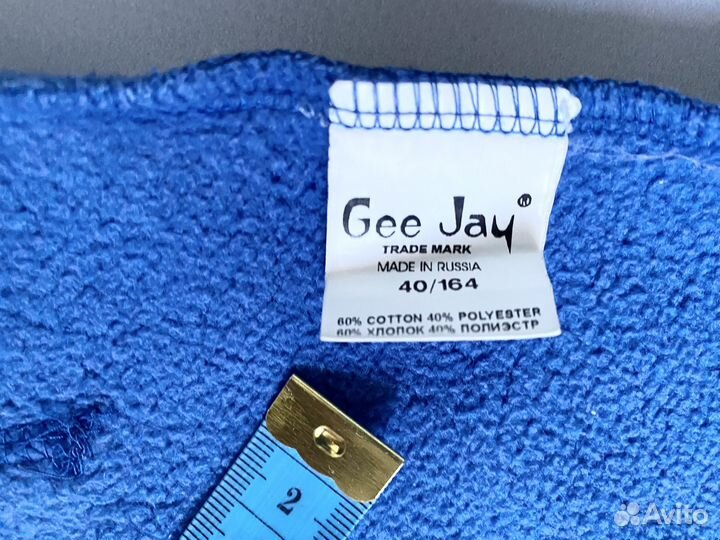 Gee Jay®
TRADE MARK
MADE IN RUSSIA
40/164
60% COTTON 40% POLYESTER
60% ХЛОПОК 40% ПОЛИЭСТР
2
Avito